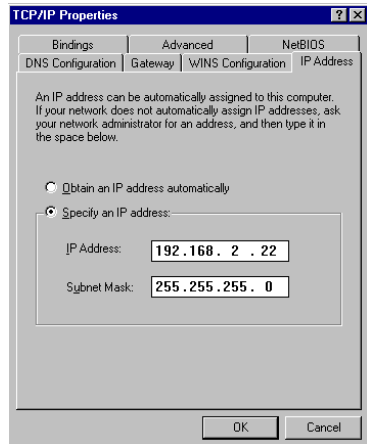 TCP/IP Properties
Bindings Advanced NetBIOS
DNS Configuration Gateway WINS Configuration IP Address
An IP address can be automatically assigned to this computer.
If your network does not automatically assign IP addresses, ask
your network administrator for an address, and then type it in
the space below.
Obtain an IP address automatically
Specify an IP address:
IP Address: 192.168. 2 .22
Subnet Mask: 255.255.255. 0
OK Cancel